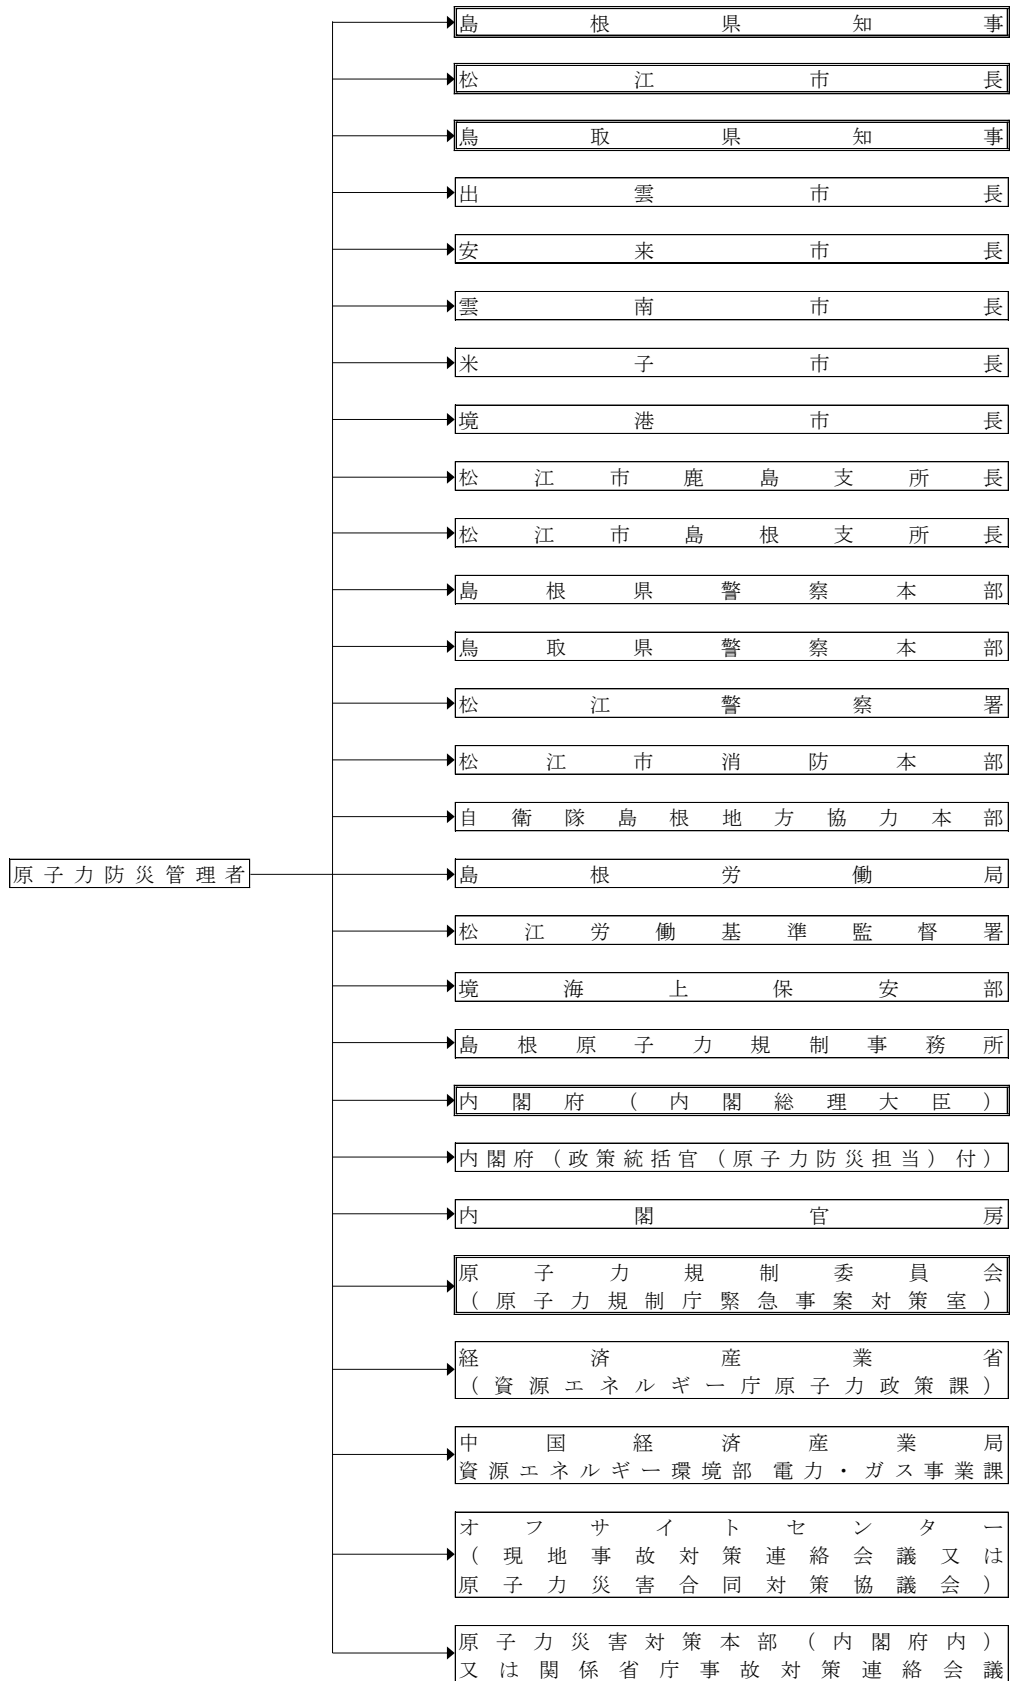 島根県知事
松江市長
鳥取県知事
出雲市長
安来市長
雲南市長
米子市長
境港市長
松江市鹿島支所長
松江市島根支所長
島根県警察本部
鳥取県警察本部
松江警察署
松江市消防本部
自衛隊島根地方協力本部
原子力防災管理者
島根労働局
松江労働基準監督署
境海上保安部
島根原子力規制事務所
内閣府（内閣総理大臣）
内閣府（政策統括官（原子力防災担当）付）
内閣官房
原子力規制委員会
（原子力規制庁緊急事案対策室）
経済産業省
（資源エネルギー庁原子力政策課）
中国経済産業局
資源エネルギー環境部 電力・ガス事業課
オフサイトセンター
（現地事故対策連絡会議又は
原子力災害合同対策協議会）
原子力災害対策本部（内閣府内）
又は関係省庁事故対策連絡会議